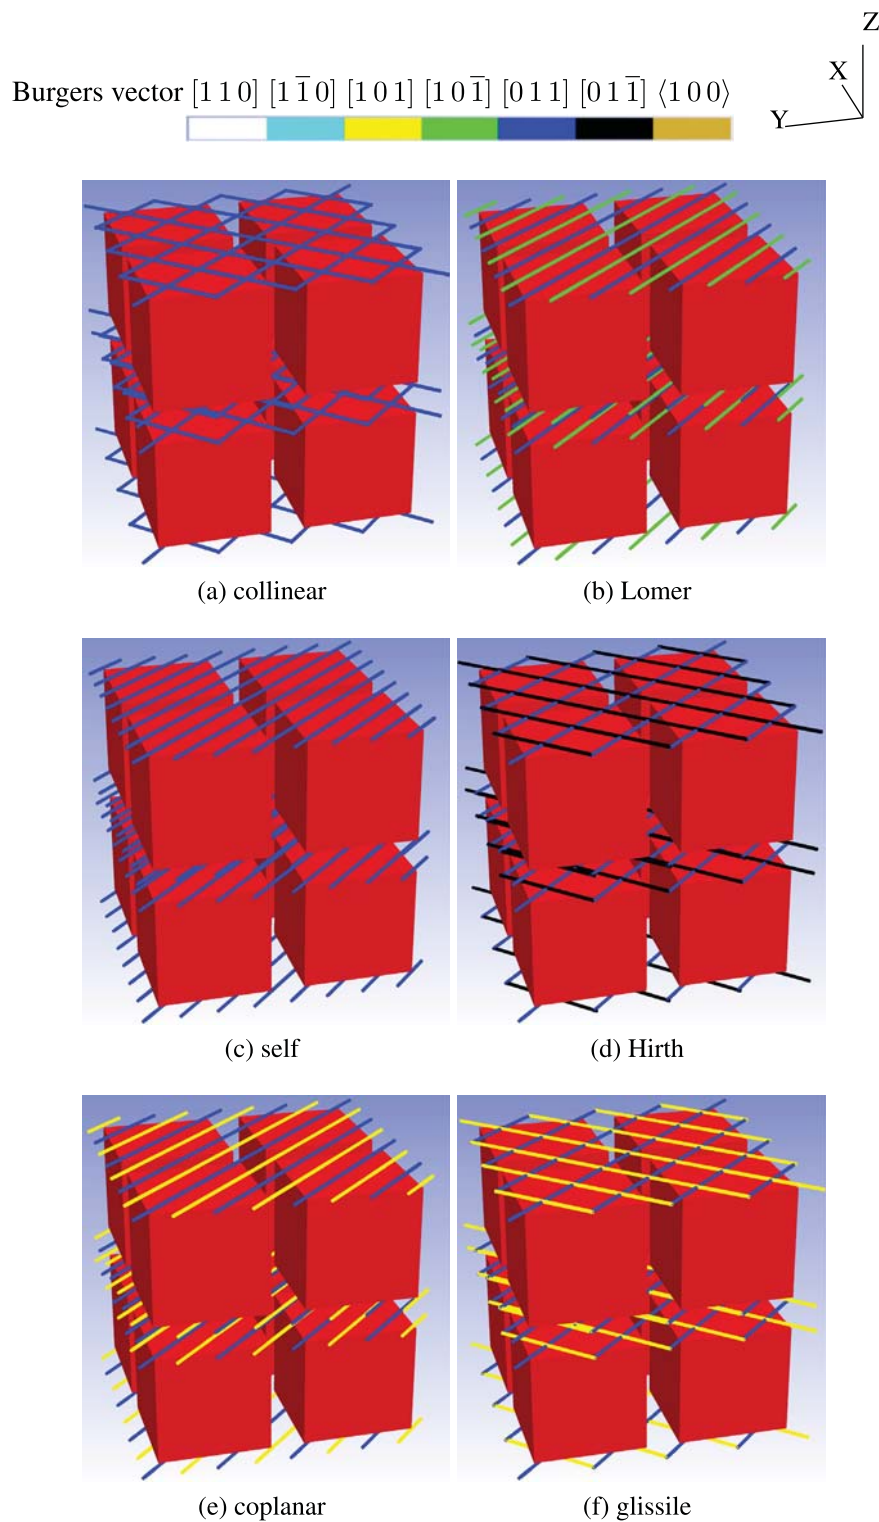 Z
X
Burgers vector [1 1 0] [1 1̅ 0] [1 0 1] [1 0 1̅] [0 1 1] [0 1 1̅] ⟨1 0 0⟩
Y
(a) collinear (b) Lomer
(c) self (d) Hirth
(e) coplanar (f) glissile